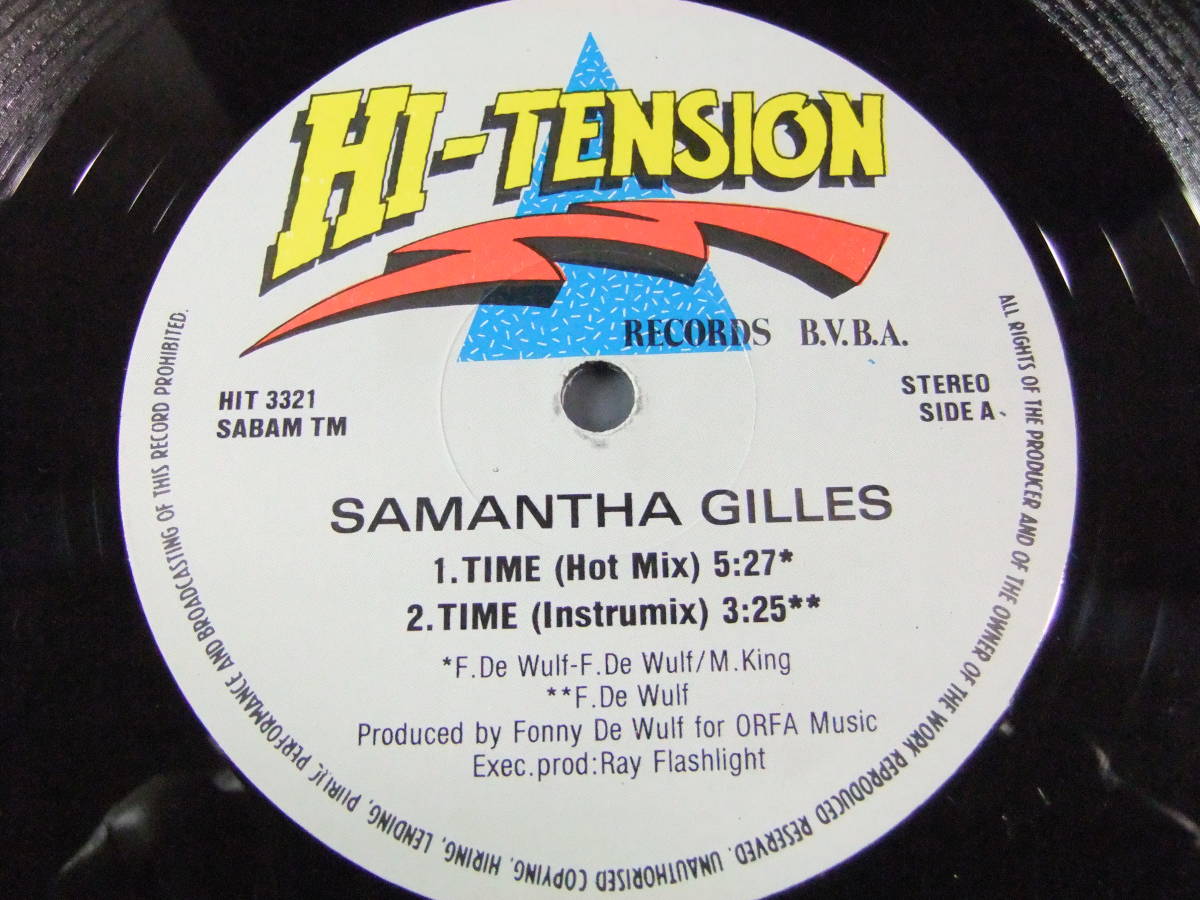 HI-TENSION
RECORDS B.V.B.A.
HIT 3321
SABAM TM
STEREO
SIDE A
SAMANTHA GILLES
1.TIME (Hot Mix) 5:27*
2.TIME (Instrumix) 3:25**
*F.De Wulf-F.De Wulf/M.King
**F.De Wulf
Produced by Fonny De Wulf for ORFA Music
Exec.prod:Ray Flashlight
ALL RIGHTS OF THE PRODUCER AND OF THE OWNER OF THE WORK REPRODUCED RESERVED. UNAUTHORISED COPYING, HIRING, LENDING, PUBLIC PERFORMANCE AND BROADCASTING OF THIS RECORD PROHIBITED.